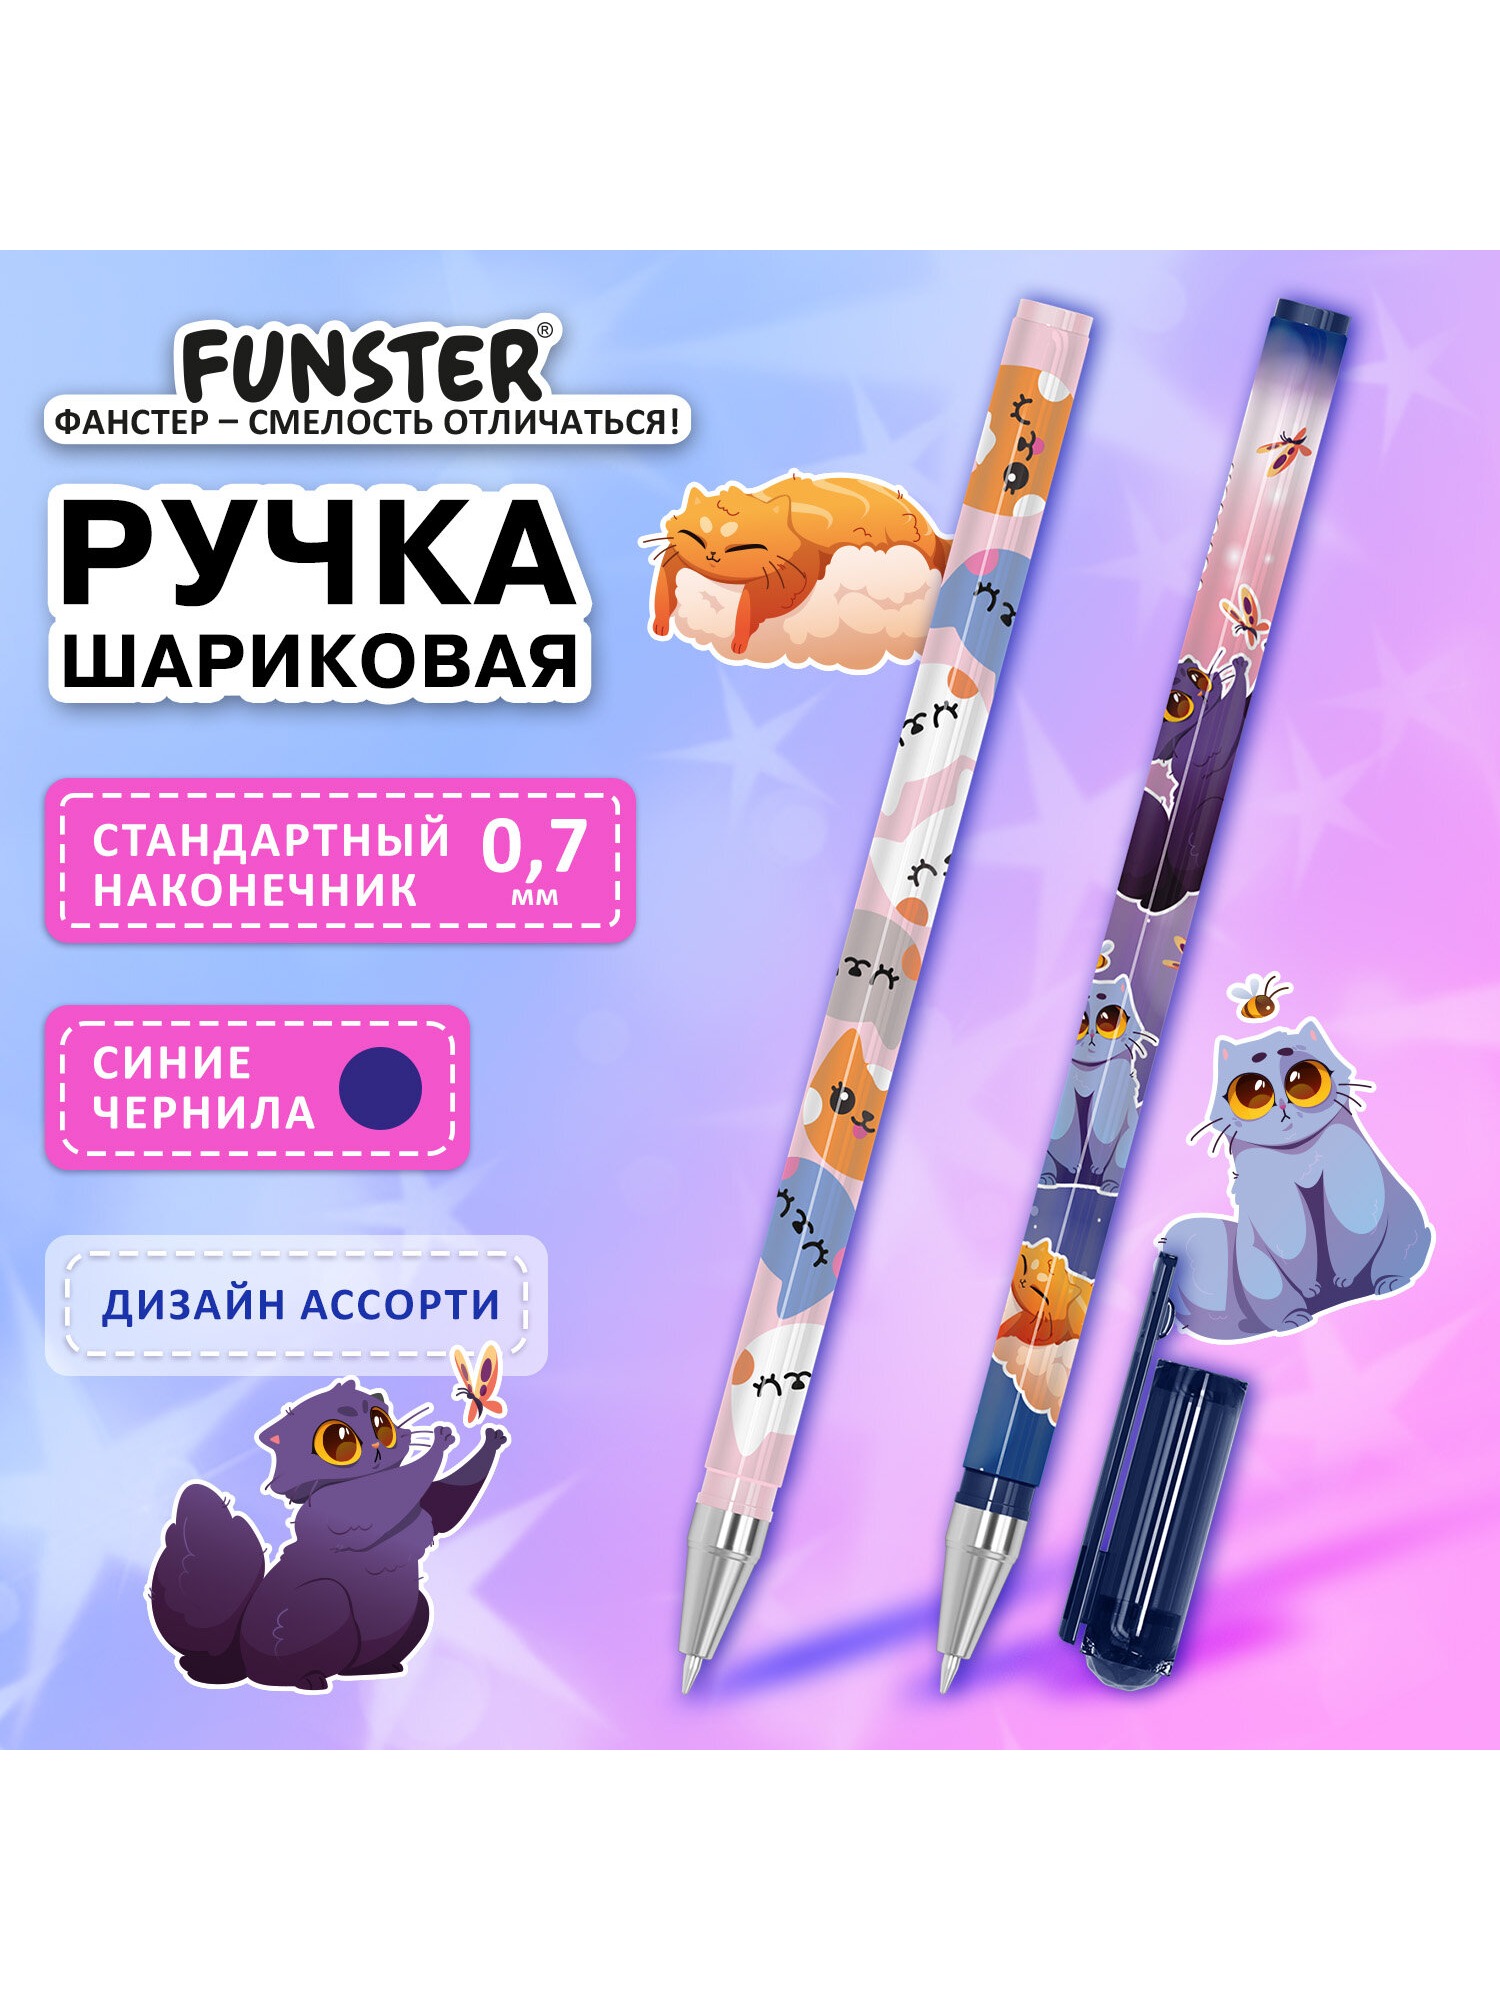 FUNSTER®
ФАНСТЕР – СМЕЛОСТЬ ОТЛИЧАТЬСЯ!
РУЧКА
ШАРИКОВАЯ
СТАНДАРТНЫЙ
НАКОНЕЧНИК
0,7
мм
СИНИЕ
ЧЕРНИЛА
ДИЗАЙН АССОРТИ